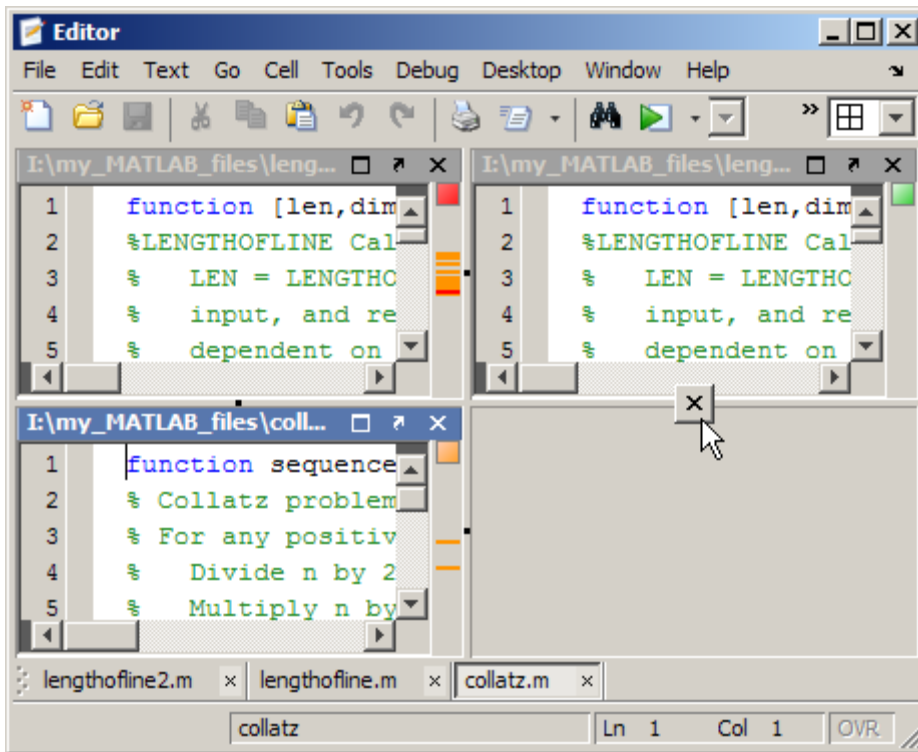 Editor
File Edit Text Go Cell Tools Debug Desktop Window Help
I:\my_MATLAB_files\leng...
1 function [len,dim
2 %LENGTHOFLINE Cal
3 % LEN = LENGTHO
4 % input, and re
5 % dependent on
I:\my_MATLAB_files\leng...
1 function [len,dim
2 %LENGTHOFLINE Cal
3 % LEN = LENGTHO
4 % input, and re
5 % dependent on
I:\my_MATLAB_files\coll...
1 function sequence
2 % Collatz problem
3 % For any positiv
4 % Divide n by 2
5 % Multiply n by
lengthofline2.m lengthofline.m collatz.m
collatz Ln 1 Col 1 OVR